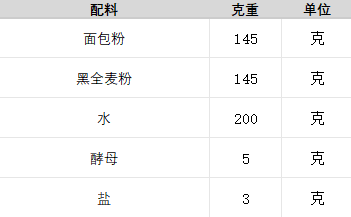 配料 克重 单位
面包粉 145 克
黑全麦粉 145 克
水 200 克
酵母 5 克
盐 3 克